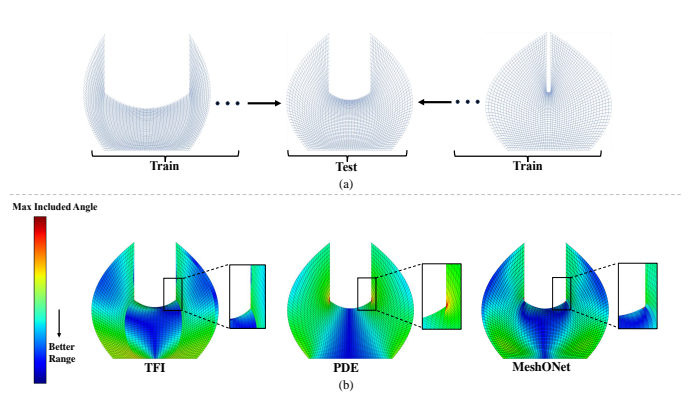 Train
Test
Train
(a)
Max Included Angle
Better
Range
TFI
PDE
MeshONet
(b)